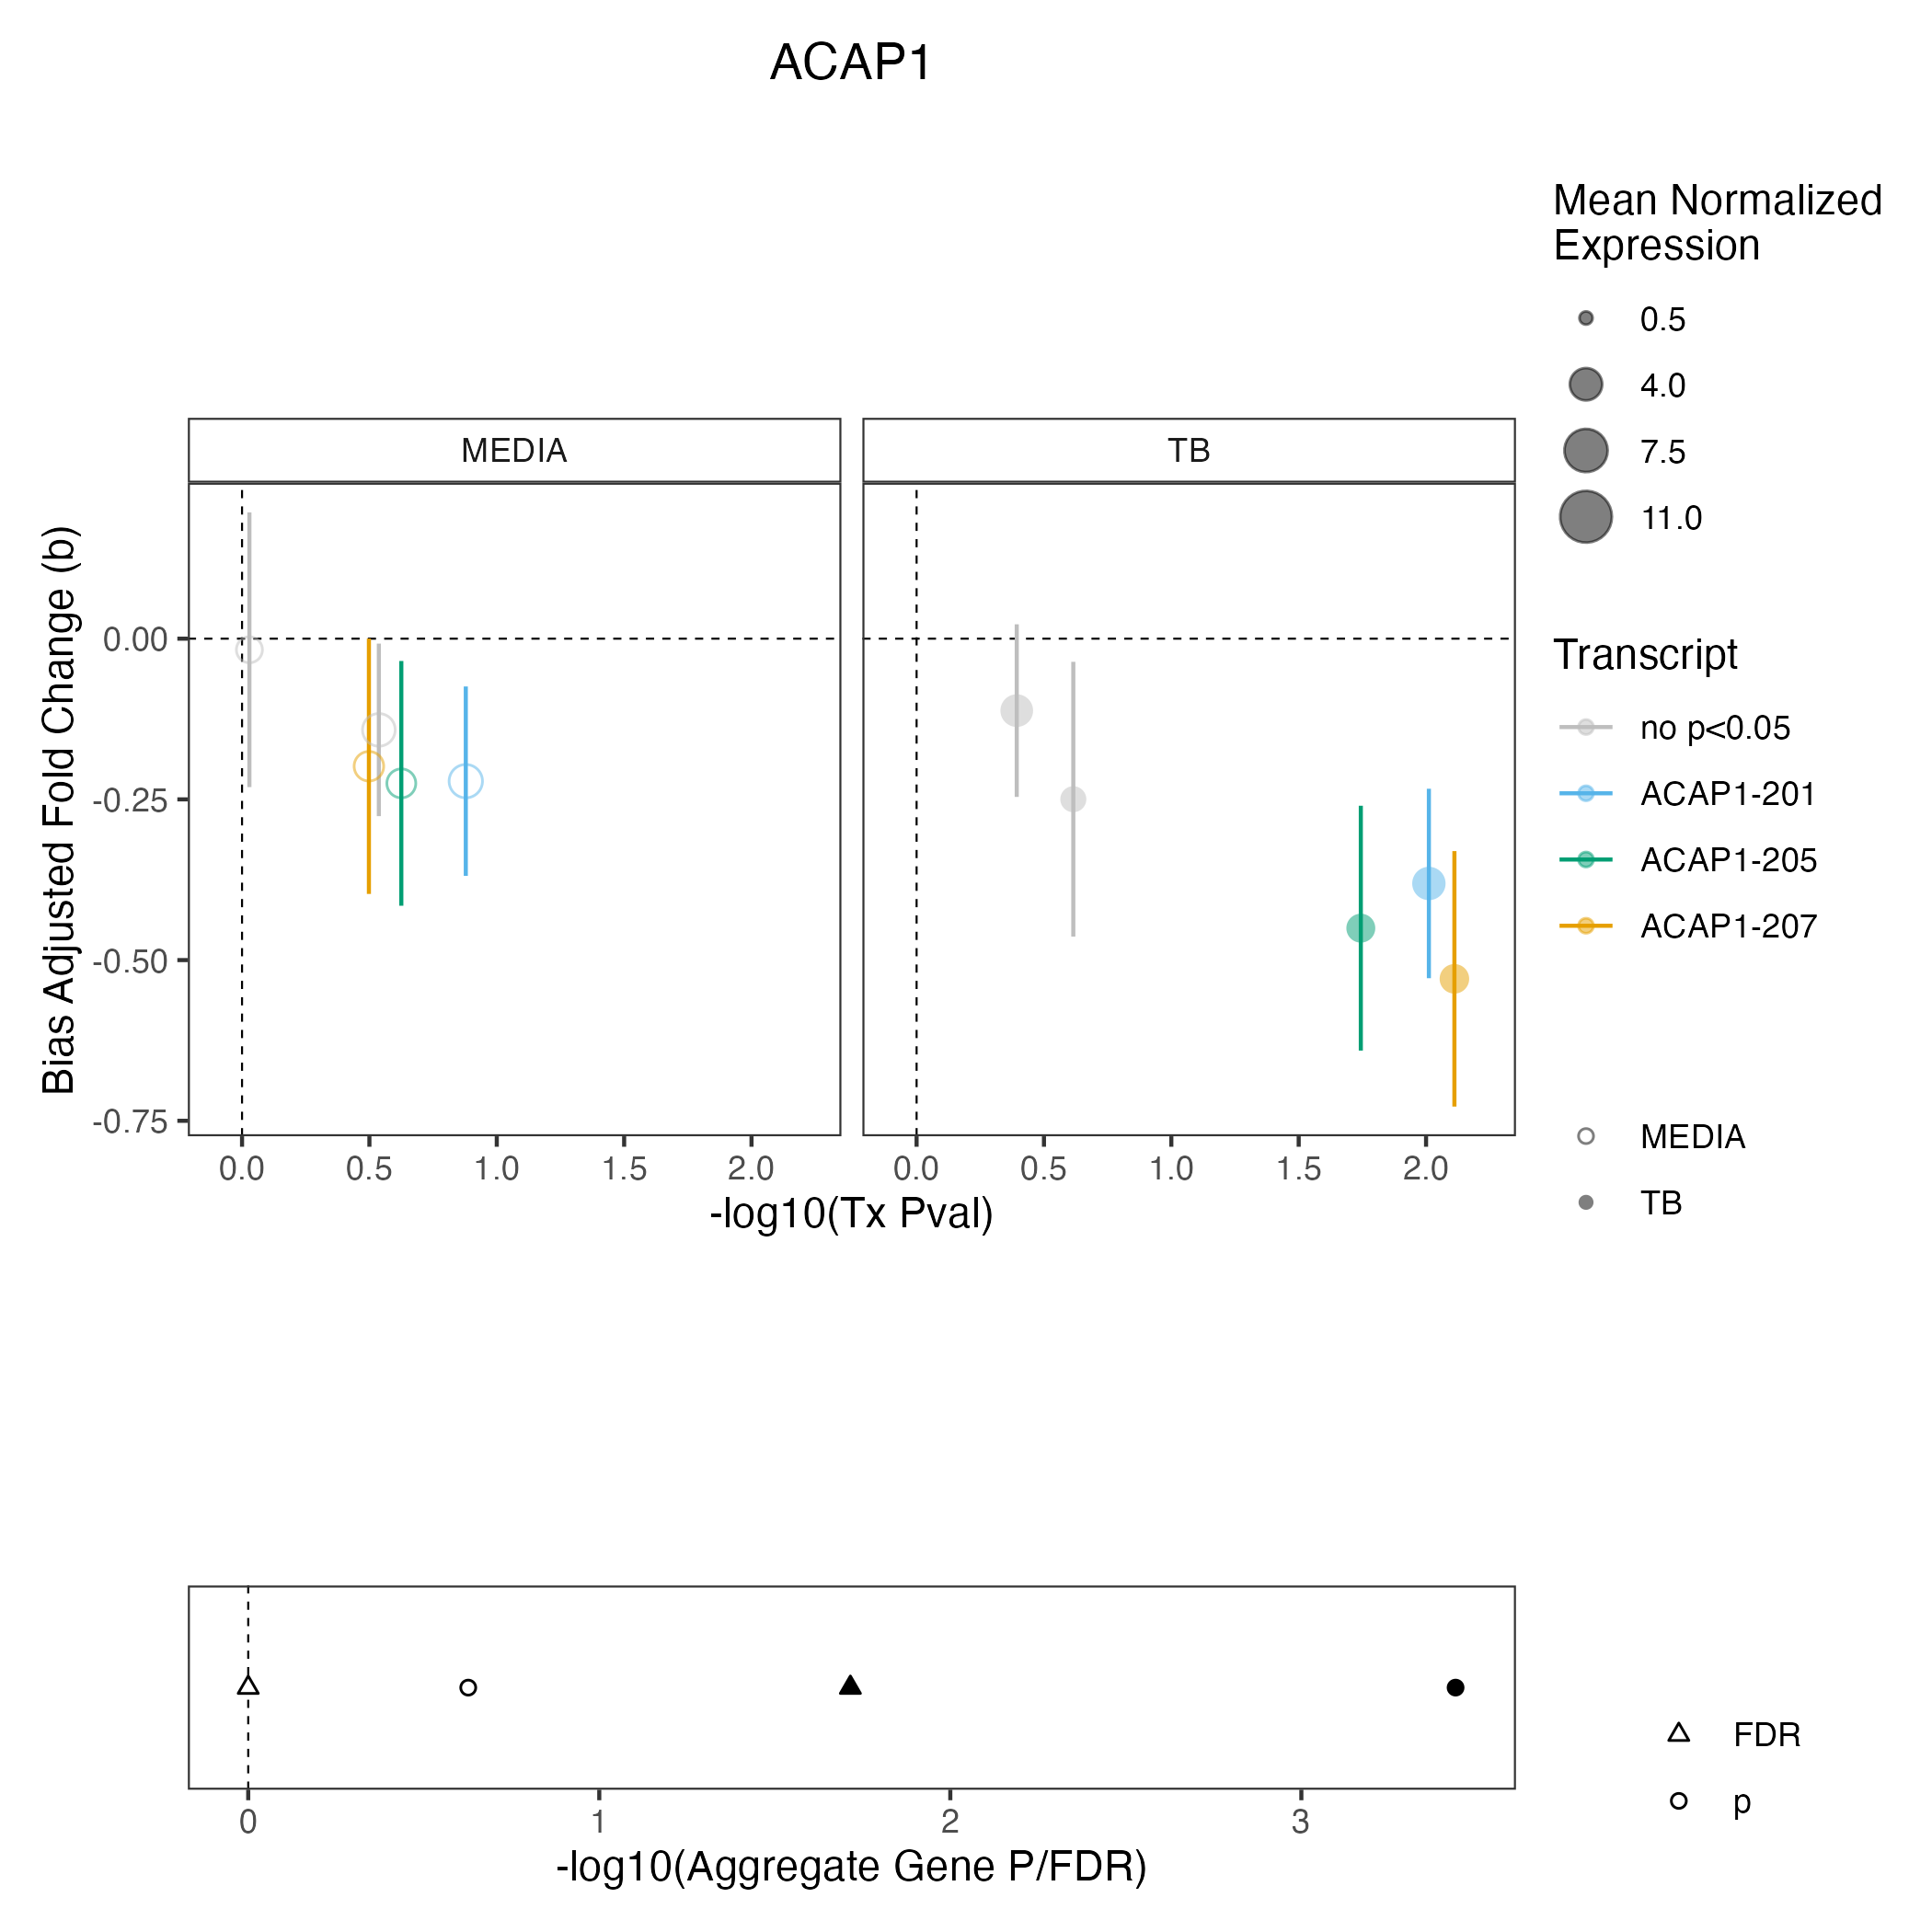 ACAP1
Mean Normalized
Expression
0.5
4.0
7.5
11.0
MEDIA
TB
Bias Adjusted Fold Change (b)
0.00
-0.25
-0.50
-0.75
0.0 0.5 1.0 1.5 2.0
0.0 0.5 1.0 1.5 2.0
-log10(Tx Pval)
Transcript
no p<0.05
ACAP1-201
ACAP1-205
ACAP1-207
MEDIA
TB
0 1 2 3
-log10(Aggregate Gene P/FDR)
FDR
p